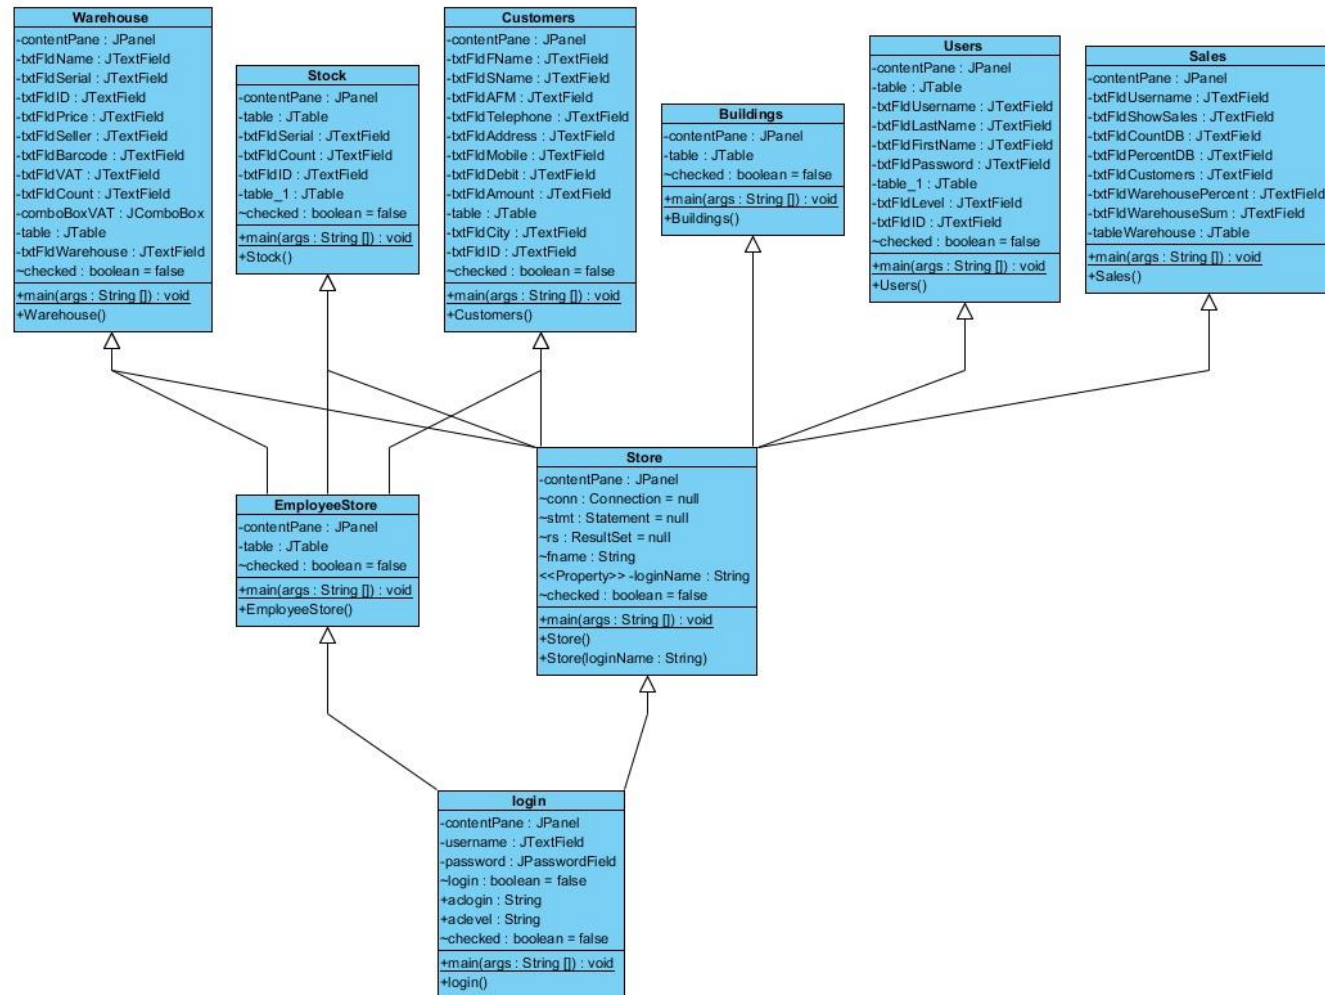 Warehouse
-contentPane : JPanel
-txtFldName : JTextField
-txtFldSerial : JTextField
-txtFldID : JTextField
-txtFldPrice : JTextField
-txtFldSeller : JTextField
-txtFldBarcode : JTextField
-txtFldVAT : JTextField
-txtFldCount : JTextField
-comboBoxVAT : JComboBox
-table : JTable
-txtFldWarehouse : JTextField
~checked : boolean = false
+main(args : String []) : void
+Warehouse()
Stock
-contentPane : JPanel
-table : JTable
-txtFldSerial : JTextField
-txtFldCount : JTextField
-txtFldID : JTextField
-table_1 : JTable
~checked : boolean = false
+main(args : String []) : void
+Stock()
Customers
-contentPane : JPanel
-txtFldFName : JTextField
-txtFldSName : JTextField
-txtFldAFM : JTextField
-txtFldTelephone : JTextField
-txtFldAddress : JTextField
-txtFldMobile : JTextField
-txtFldDebit : JTextField
-txtFldAmount : JTextField
-table : JTable
-txtFldCity : JTextField
-txtFldID : JTextField
~checked : boolean = false
+main(args : String []) : void
+Customers()
Buildings
-contentPane : JPanel
-table : JTable
~checked : boolean = false
+main(args : String []) : void
+Buildings()
Users
-contentPane : JPanel
-table : JTable
-txtFldUsername : JTextField
-txtFldLastName : JTextField
-txtFldFirstName : JTextField
-txtFldPassword : JTextField
-table_1 : JTable
-txtFldLevel : JTextField
-txtFldID : JTextField
~checked : boolean = false
+main(args : String []) : void
+Users()
Sales
-contentPane : JPanel
-txtFldUsername : JTextField
-txtFldShowSales : JTextField
-txtFldCountDB : JTextField
-txtFldPercentDB : JTextField
-txtFldCustomers : JTextField
-txtFldWarehousePercent : JTextField
-txtFldWarehouseSum : JTextField
-tableWarehouse : JTable
+main(args : String []) : void
+Sales()
EmployeeStore
-contentPane : JPanel
-table : JTable
~checked : boolean = false
+main(args : String []) : void
+EmployeeStore()
Store
-contentPane : JPanel
~conn : Connection = null
~stmt : Statement = null
~rs : ResultSet = null
~fname : String
<<Property>> -loginName : String
~checked : boolean = false
+main(args : String []) : void
+Store()
+Store(loginName : String)
login
-contentPane : JPanel
-username : JTextField
-password : JPasswordField
~login : boolean = false
+aclogin : String
+aclevel : String
~checked : boolean = false
+main(args : String []) : void
+login()